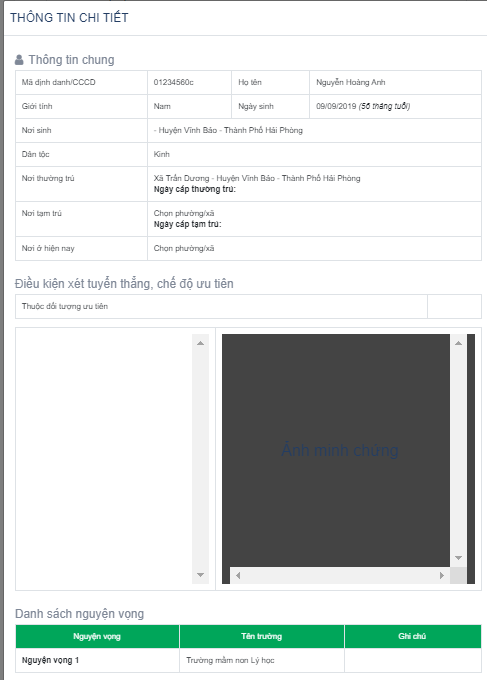 THÔNG TIN CHI TIẾT
Thông tin chung
Mã định danh/CCCD 01234560c Họ tên Nguyễn Hoàng Anh
Giới tính Nam Ngày sinh 09/09/2019 (56 tháng tuổi)
Nơi sinh - Huyện Vĩnh Bảo - Thành Phố Hải Phòng
Dân tộc Kinh
Nơi thường trú Xã Trấn Dương - Huyện Vĩnh Bảo - Thành Phố Hải Phòng
Ngày cấp thường trú:
Nơi tạm trú Chọn phường/xã
Ngày cấp tạm trú:
Nơi ở hiện nay Chọn phường/xã
Điều kiện xét tuyển thẳng, chế độ ưu tiên
Thuộc đối tượng ưu tiên
Ảnh minh chứng
Danh sách nguyện vọng
Nguyện vọng Tên trường Ghi chú
Nguyện vọng 1 Trường mầm non Lý học